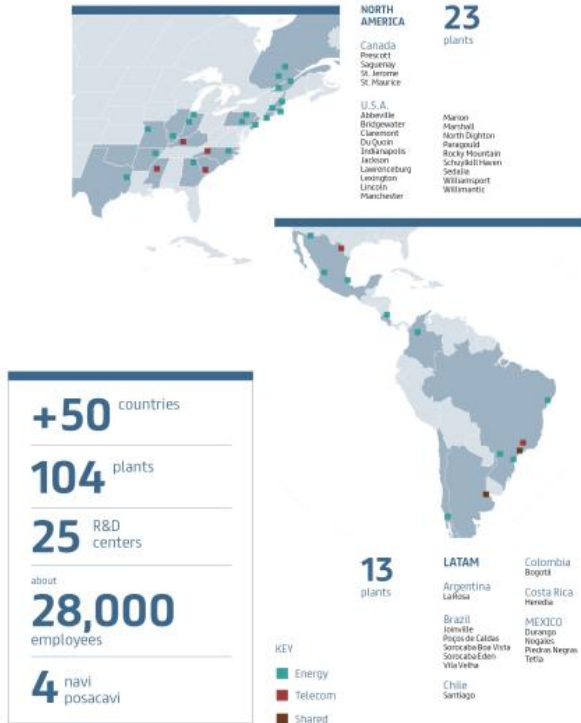 NORTH
AMERICA
23
plants
Canada
Prescott
Saguenay
St. Jerome
St. Maurice
U.S.A.
Abbeville
Bridgewater
Claremont
Du Quoin
Indianapolis
Jackson
Lawrenceburg
Lexington
Lincoln
Manchester
Marion
Marshall
North Dighton
Paragould
Rocky Mountain
Schuylkill Haven
Sedalia
Williamsport
Willimantic
+50 countries
104 plants
25 R&D
centers
about
28,000
employees
4 navi
posacavi
13
plants
LATAM
Argentina
La Rosa
Brazil
Joinville
Poços de Caldas
Sorocaba Boa Vista
Sorocaba Eden
Vila Velha
Chile
Santiago
Colombia
Bogotá
Costa Rica
Heredia
MEXICO
Durango
Nogales
Piedras Negras
Tetla
KEY
Energy
Telecom
Shared